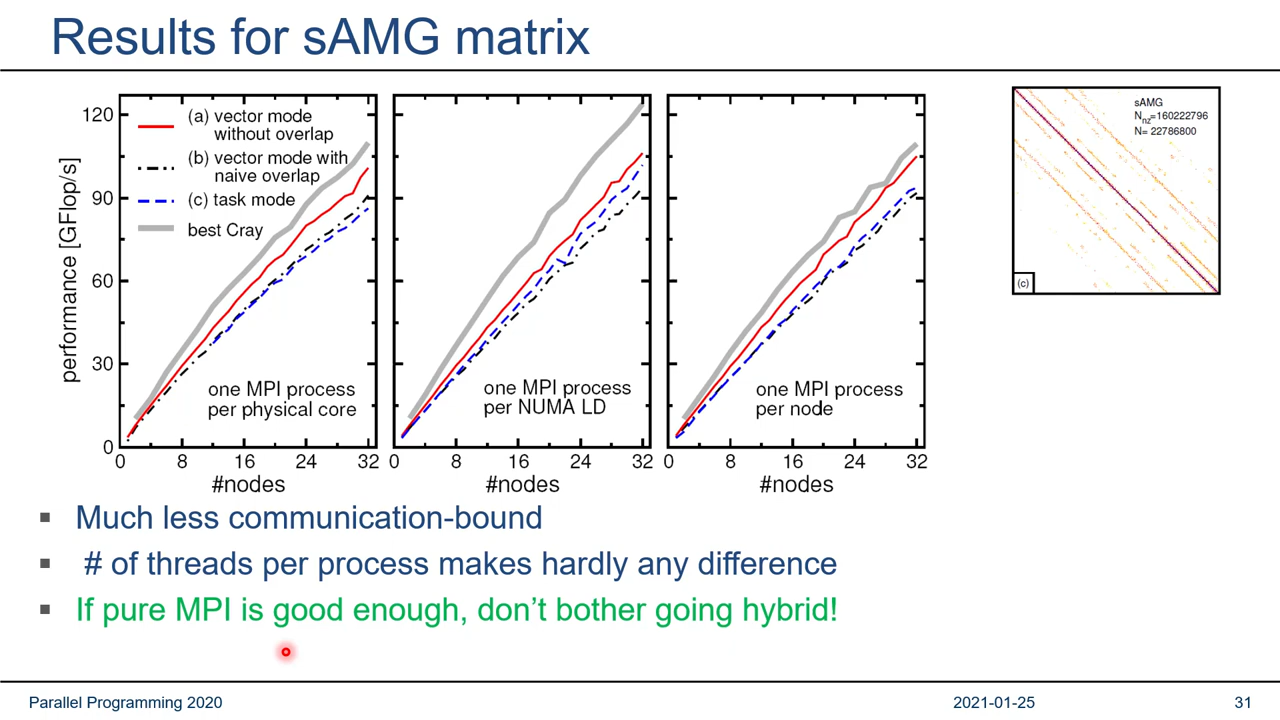 Results for sAMG matrix
performance [GFlop/s]
120
90
60
30
0
(a) vector mode
without overlap
(b) vector mode with
naive overlap
(c) task mode
best Cray
one MPI process
per physical core
0 8 16 24 32
#nodes
one MPI process
per NUMA LD
0 8 16 24 32
#nodes
one MPI process
per node
0 8 16 24 32
#nodes
sAMG
Nnz=160222796
N= 22786800
(c)
▪ Much less communication-bound
▪ # of threads per process makes hardly any difference
▪ If pure MPI is good enough, don’t bother going hybrid!
Parallel Programming 2020
2021-01-25
31